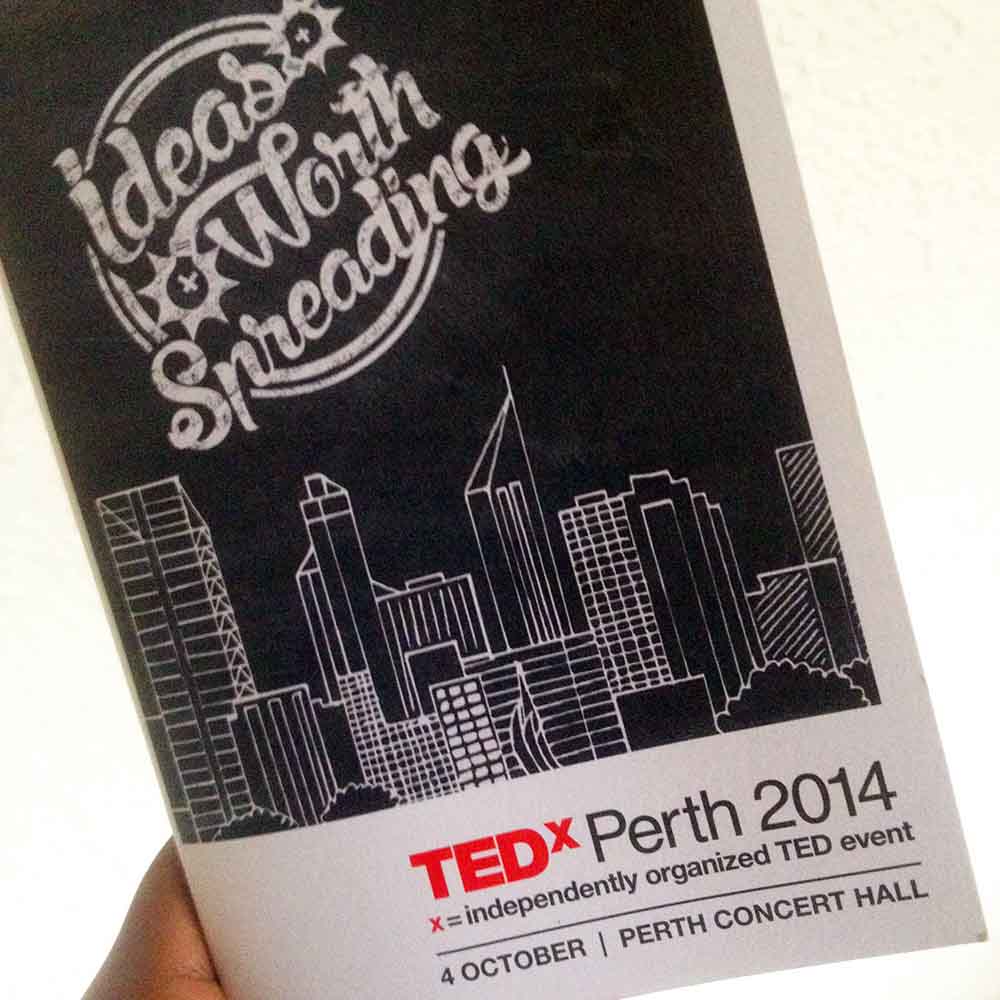 Ideas
Worth
Spreading
TEDx Perth 2014
x = independently organized TED event
4 OCTOBER | PERTH CONCERT HALL